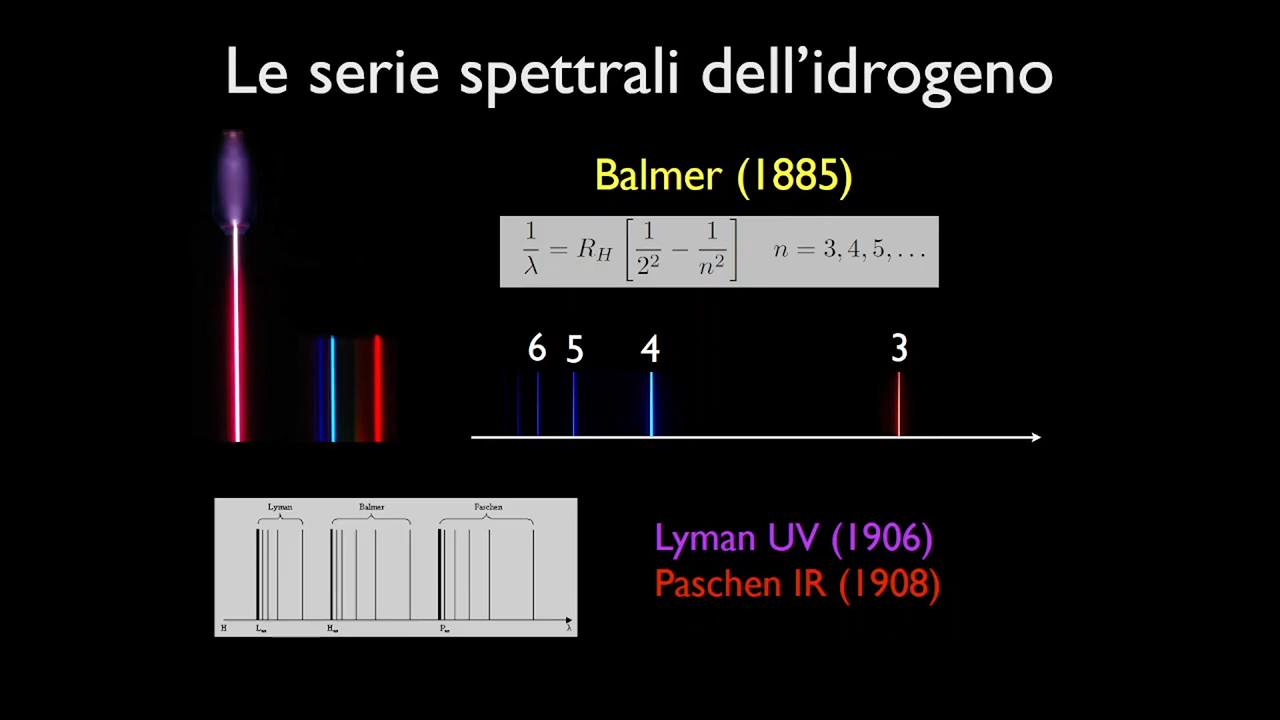 Le serie spettrali dell’idrogeno
Balmer (1885)
1/λ = R_H [1/2² − 1/n²] n = 3, 4, 5, . . .
6 5 4 3
Lyman Balmer Paschen
H L∞ H∞ P∞ λ
Lyman UV (1906)
Paschen IR (1908)